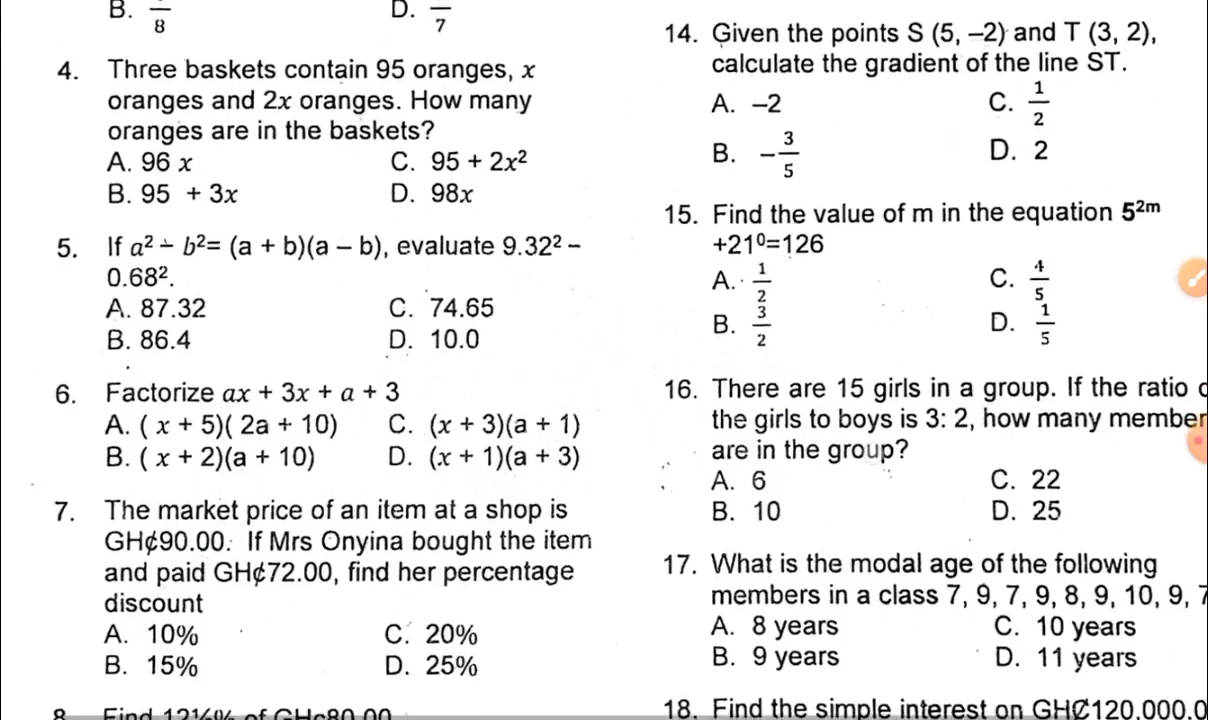 B. —/8 D. —/7
4. Three baskets contain 95 oranges, x
oranges and 2x oranges. How many
oranges are in the baskets?
A. 96 x C. 95 + 2x²
B. 95 + 3x D. 98x
5. If a² – b²= (a + b)(a – b), evaluate 9.32² –
0.68².
A. 87.32 C. 74.65
B. 86.4 D. 10.0
6. Factorize ax + 3x + a + 3
A. ( x + 5)( 2a + 10) C. (x + 3)(a + 1)
B. ( x + 2)(a + 10) D. (x + 1)(a + 3)
7. The market price of an item at a shop is
GH¢90.00. If Mrs Onyina bought the item
and paid GH¢72.00, find her percentage
discount
A. 10% C. 20%
B. 15% D. 25%
8. Find 12½% of GH¢80.00
14. Given the points S (5, –2) and T (3, 2),
calculate the gradient of the line ST.
A. –2 C. 1/2
B. –3/5 D. 2
15. Find the value of m in the equation 5²ᵐ
+21⁰=126
A. 1/2 C. 4/5
B. 3/2 D. 1/5
16. There are 15 girls in a group. If the ratio
the girls to boys is 3: 2, how many member
are in the group?
A. 6 C. 22
B. 10 D. 25
17. What is the modal age of the following
members in a class 7, 9, 7, 9, 8, 9, 10, 9, 7
A. 8 years C. 10 years
B. 9 years D. 11 years
18. Find the simple interest on GH₵120,000.0